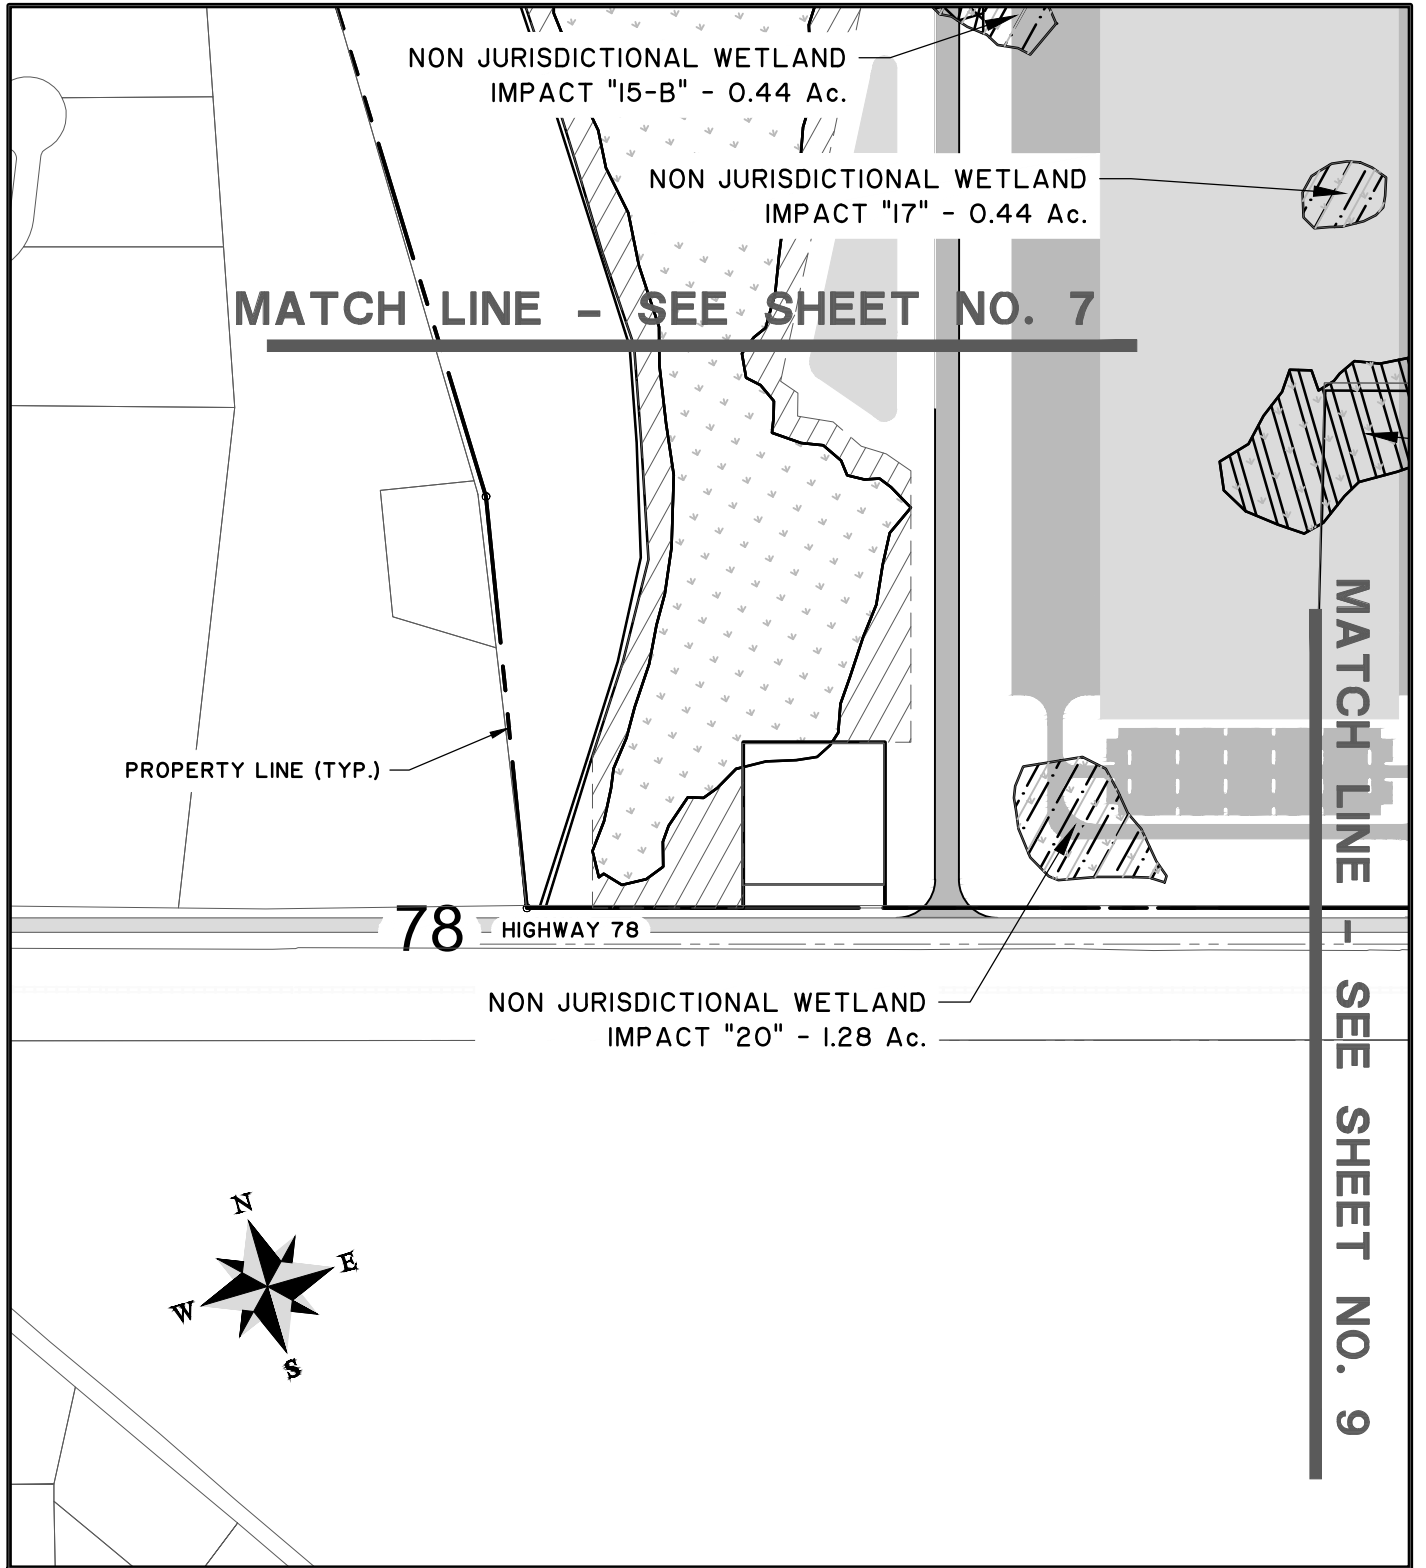 NON JURISDICTIONAL WETLAND
IMPACT "15-B" - 0.44 Ac.
NON JURISDICTIONAL WETLAND
IMPACT "17" - 0.44 Ac.
MATCH LINE - SEE SHEET NO. 7
MATCH LINE - SEE SHEET NO. 9
PROPERTY LINE (TYP.)
78
HIGHWAY 78
NON JURISDICTIONAL WETLAND
IMPACT "20" - 1.28 Ac.
N
E
W
S